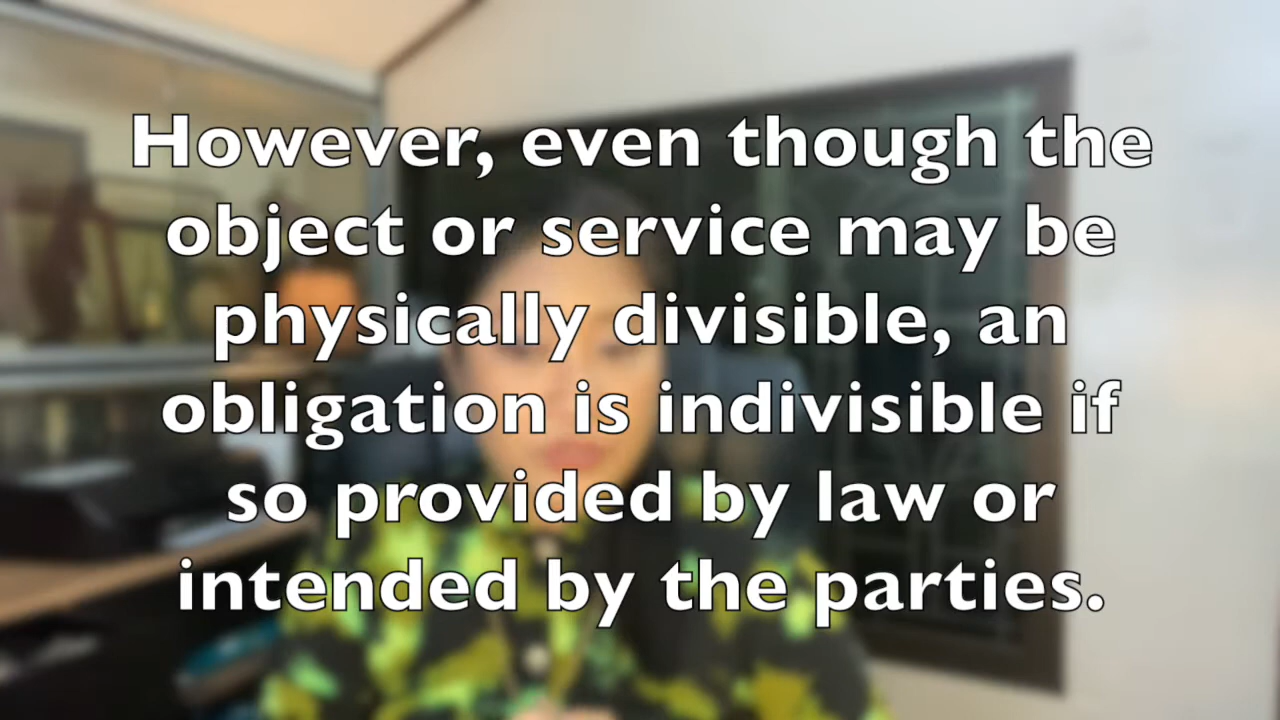 However, even though the
object or service may be
physically divisible, an
obligation is indivisible if
so provided by law or
intended by the parties.